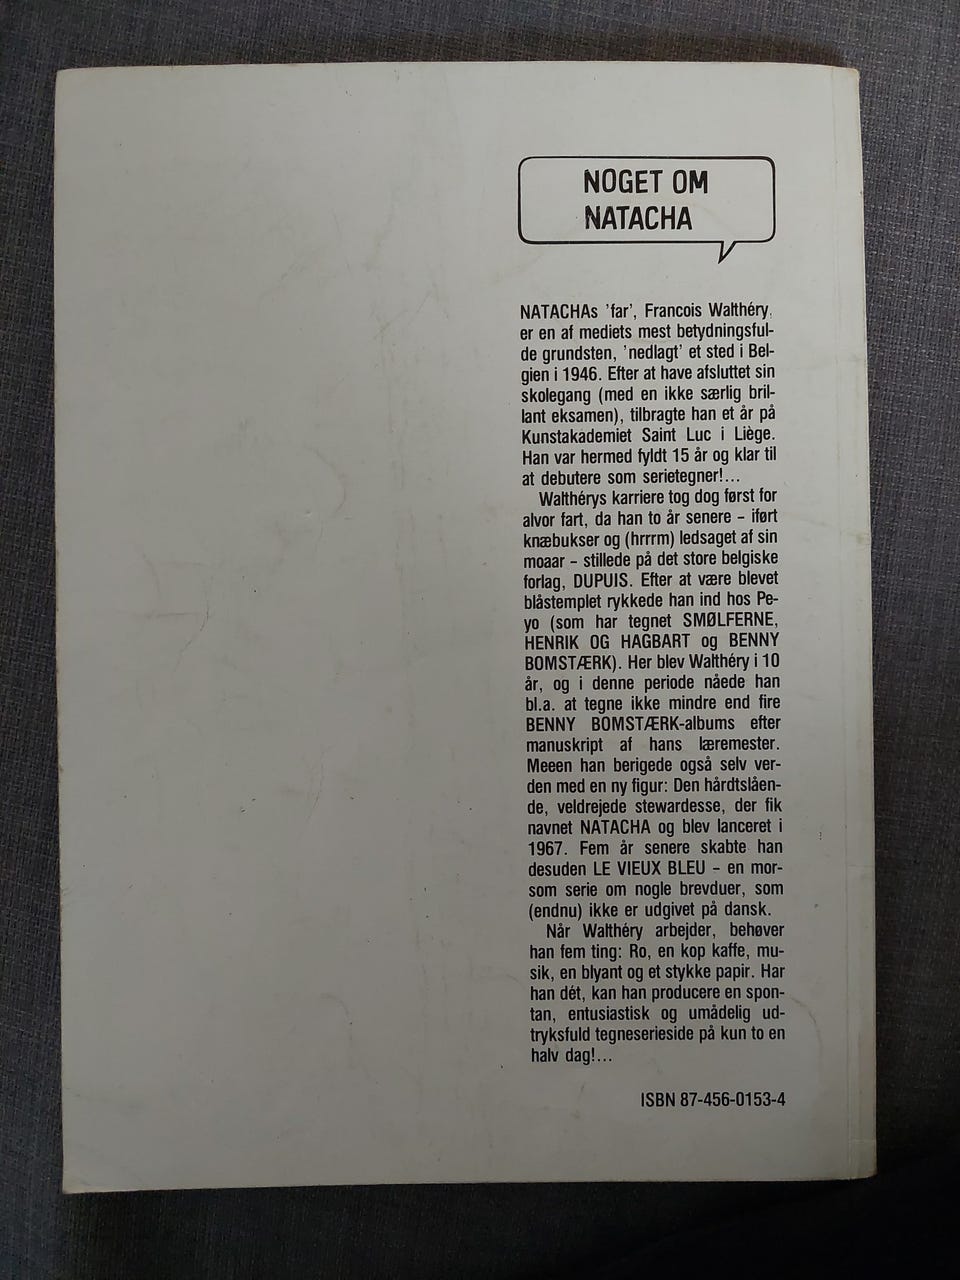 NOGET OM
NATACHA
NATACHAs 'far', Francois Walthéry,
er en af mediets mest betydningsful-
de grundsten, 'nedlagt' et sted i Bel-
gien i 1946. Efter at have afsluttet sin
skolegang (med en ikke særlig bril-
lant eksamen), tilbragte han et år på
Kunstakademiet Saint Luc i Liège.
Han var hermed fyldt 15 år og klar til
at debutere som serietegner!...
Walthérys karriere tog dog først for
alvor fart, da han to år senere – iført
knæbukser og (hrrrm) ledsaget af sin
moaar – stillede på det store belgiske
forlag, DUPUIS. Efter at være blevet
blåstemplet rykkede han ind hos Pe-
yo (som har tegnet SMØLFERNE,
HENRIK OG HAGBART og BENNY
BOMSTÆRK). Her blev Walthéry i 10
år, og i denne periode nåede han
bl.a. at tegne ikke mindre end fire
BENNY BOMSTÆRK-albums efter
manuskript af hans læremester.
Meeen han berigede også selv ver-
den med en ny figur: Den hårdtslåen-
de, veldrejede stewardesse, der fik
navnet NATACHA og blev lanceret i
1967. Fem år senere skabte han
desuden LE VIEUX BLEU – en mor-
som serie om nogle brevduer, som
(endnu) ikke er udgivet på dansk.
Når Walthéry arbejder, behøver
han fem ting: Ro, en kop kaffe, mu-
sik, en blyant og et stykke papir. Har
han dét, kan han producere en spon-
tan, entusiastisk og umådelig ud-
tryksfuld tegneserieside på kun to en
halv dag!...
ISBN 87-456-0153-4